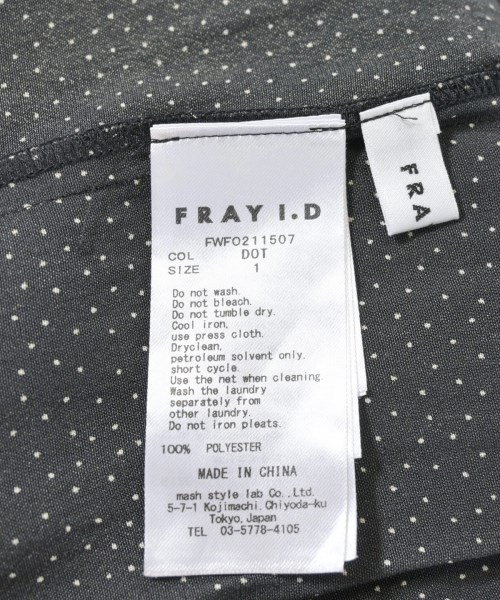 FRAY I.D
FWFO211507
COL DOT
SIZE 1
Do not wash.
Do not bleach.
Do not tumble dry.
Cool iron,
use press cloth.
Dryclean,
petroleum solvent only,
short cycle.
Use the net when cleaning
Wash the laundry
separately from
other laundry.
Do not iron pleats.
100% POLYESTER
MADE IN CHINA
mash style lab Co.,Ltd.
5-7-1 Kojimachi,Chiyoda-ku
Tokyo,Japan
TEL 03-5778-4105
FRA